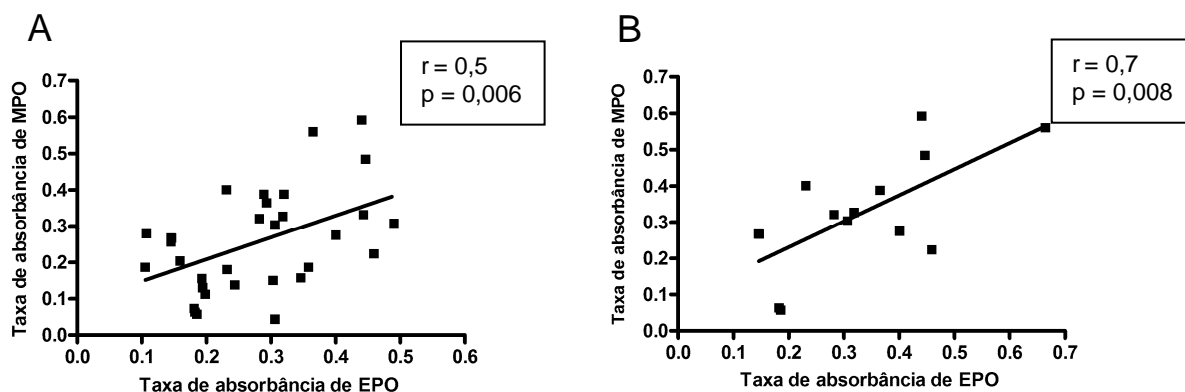 A
r = 0,5
p = 0,006
Taxa de absorbância de MPO
0.7
0.6
0.5
0.4
0.3
0.2
0.1
0.0
0.0 0.1 0.2 0.3 0.4 0.5 0.6
Taxa de absorbância de EPO
B
r = 0,7
p = 0,008
Taxa de absorbância de MPO
0.7
0.6
0.5
0.4
0.3
0.2
0.1
0.0
0.0 0.1 0.2 0.3 0.4 0.5 0.6 0.7
Taxa de absorbância de EPO